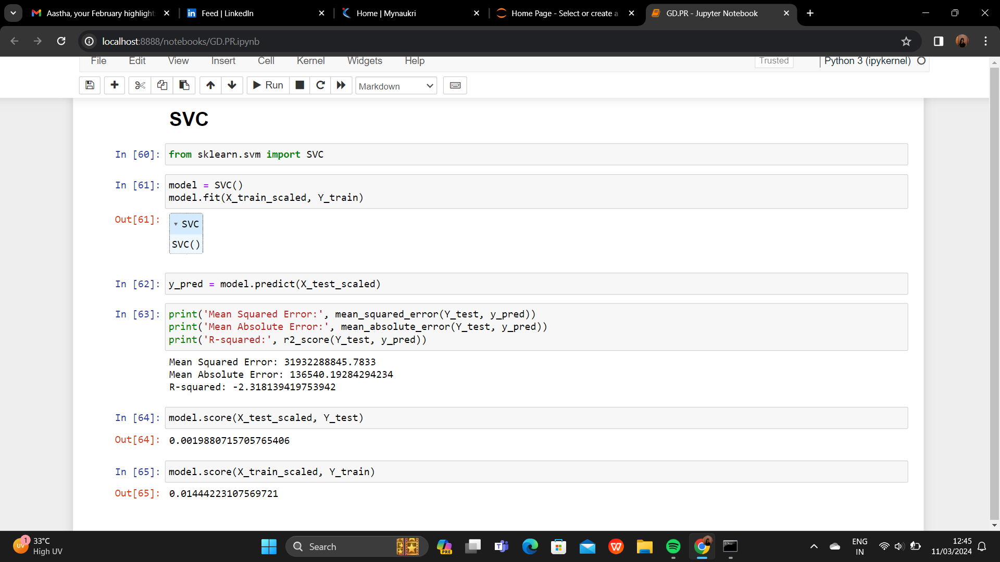 Aastha, your February highlight
Feed | LinkedIn
Home | Mynaukri
Home Page - Select or create a
GD.PR - Jupyter Notebook
localhost:8888/notebooks/GD.PR.ipynb
File Edit View Insert Cell Kernel Widgets Help
Trusted
Python 3 (ipykernel)
Run
Markdown
SVC
In [60]: from sklearn.svm import SVC
In [61]: model = SVC()
model.fit(X_train_scaled, Y_train)
Out[61]: SVC
SVC()
In [62]: y_pred = model.predict(X_test_scaled)
In [63]: print('Mean Squared Error:', mean_squared_error(Y_test, y_pred))
print('Mean Absolute Error:', mean_absolute_error(Y_test, y_pred))
print('R-squared:', r2_score(Y_test, y_pred))
Mean Squared Error: 31932288845.7833
Mean Absolute Error: 136540.19284294234
R-squared: -2.318139419753942
In [64]: model.score(X_test_scaled, Y_test)
Out[64]: 0.0019880715705765406
In [65]: model.score(X_train_scaled, Y_train)
Out[65]: 0.01444223107569721
UV
1
33°C
High UV
Search
PRE
ENG
IN
12:45
11/03/2024